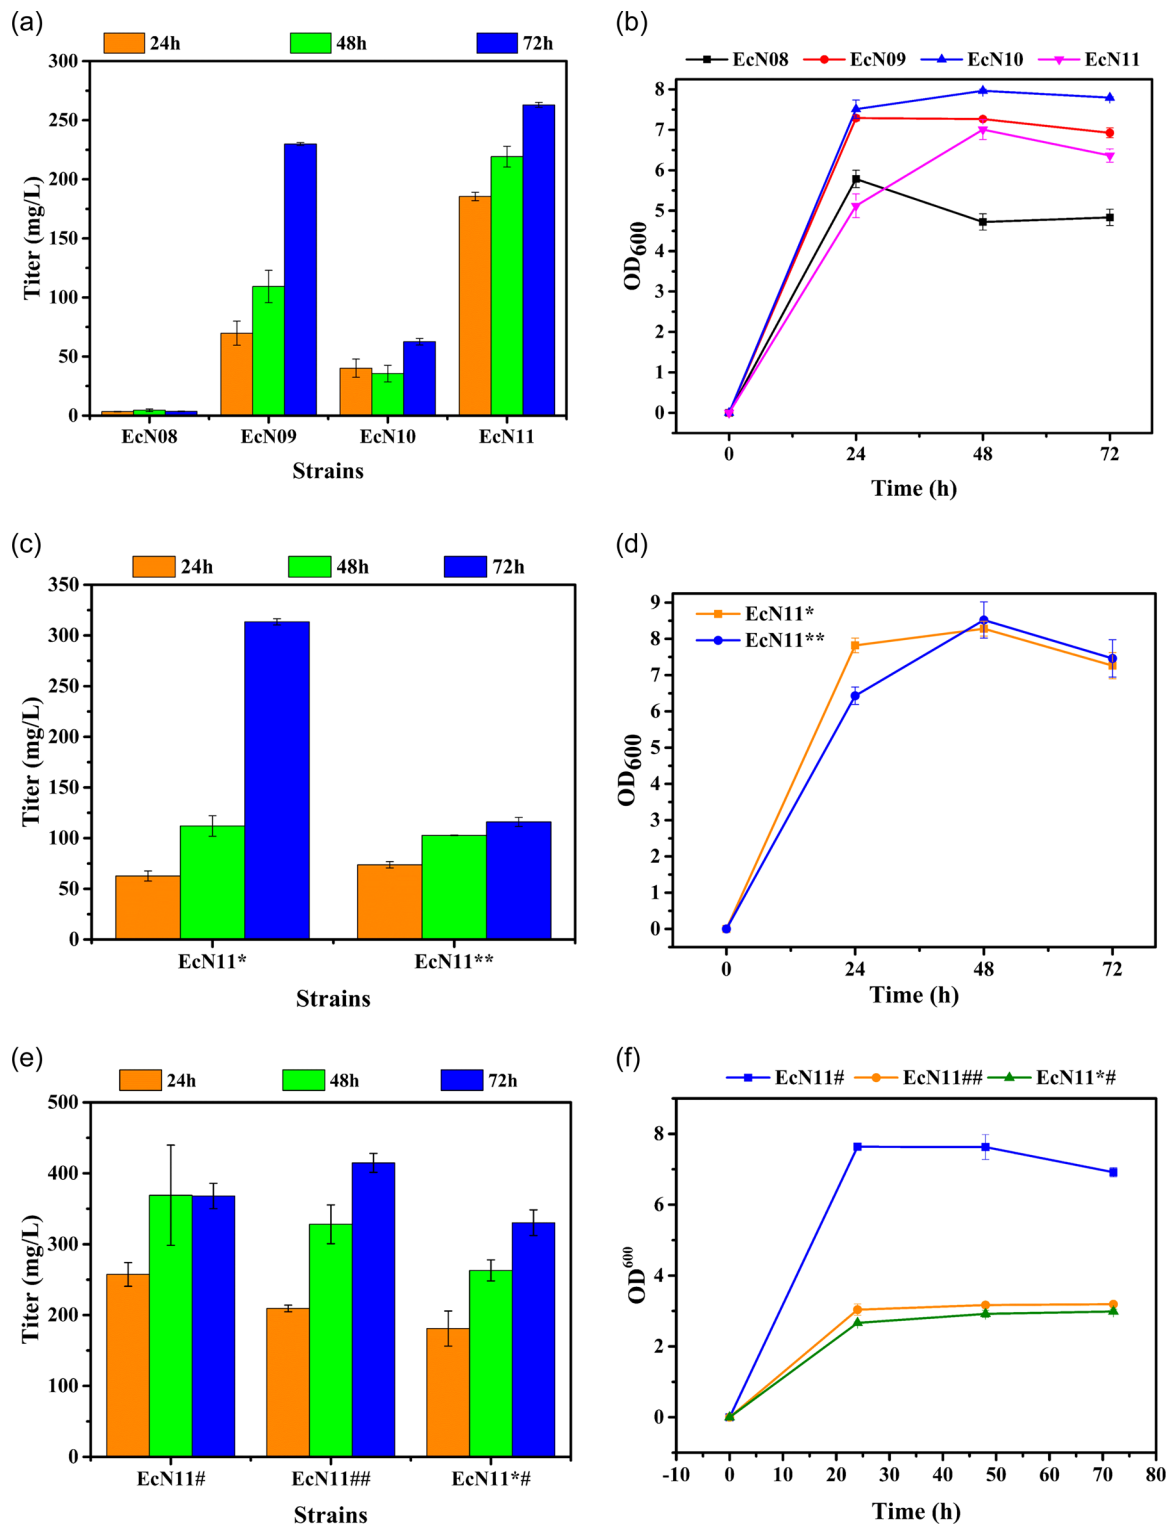 (a)
24h 48h 72h
300
250
200
150
100
50
0
Titer (mg/L)
EcN08 EcN09 EcN10 EcN11
Strains
(b)
EcN08 EcN09 EcN10 EcN11
8
7
6
5
4
3
2
1
0
OD600
0 24 48 72
Time (h)
(c)
24h 48h 72h
350
300
250
200
150
100
50
0
Titer (mg/L)
EcN11* EcN11**
Strains
(d)
EcN11*
EcN11**
9
8
7
6
5
4
3
2
1
0
OD600
0 24 48 72
Time (h)
(e)
24h 48h 72h
500
450
400
350
300
250
200
150
100
50
0
Titer (mg/L)
EcN11# EcN11## EcN11*#
Strains
(f)
EcN11# EcN11## EcN11*#
8
6
4
2
0
OD600
-10 0 10 20 30 40 50 60 70 80
Time (h)